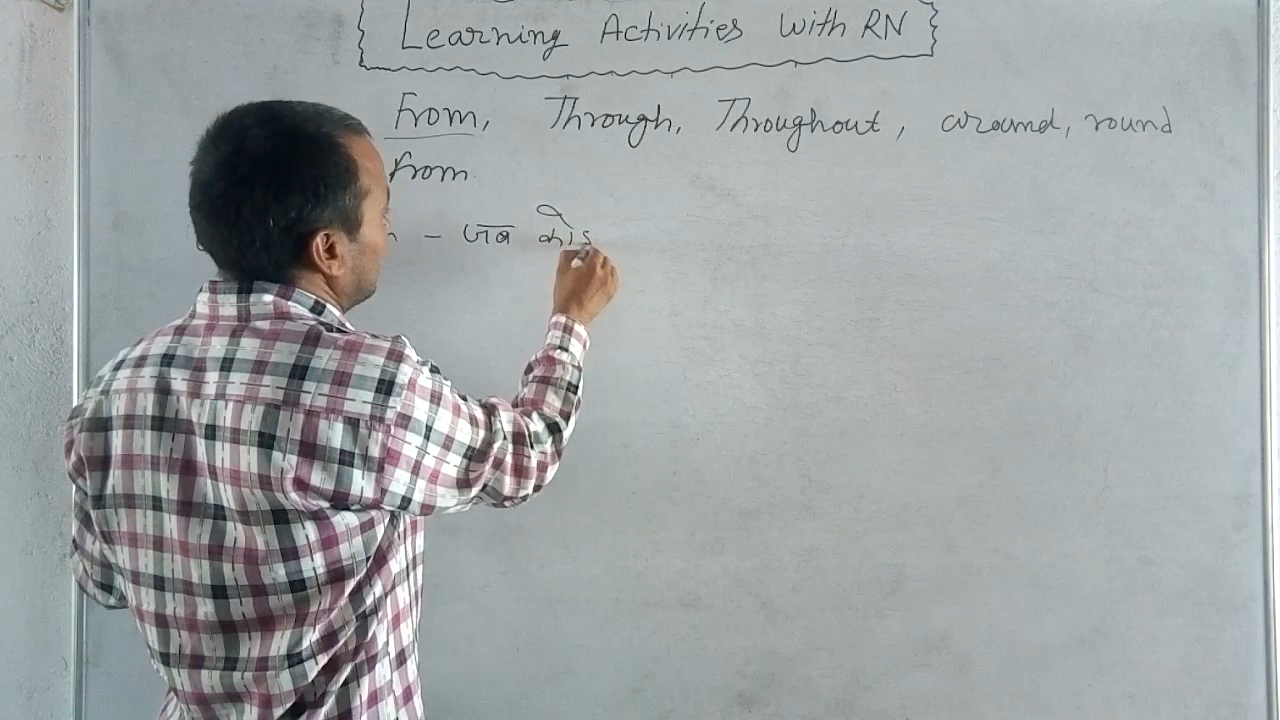 Learning Activities With RN
From, Through, Throughout, around, round
From
- जब